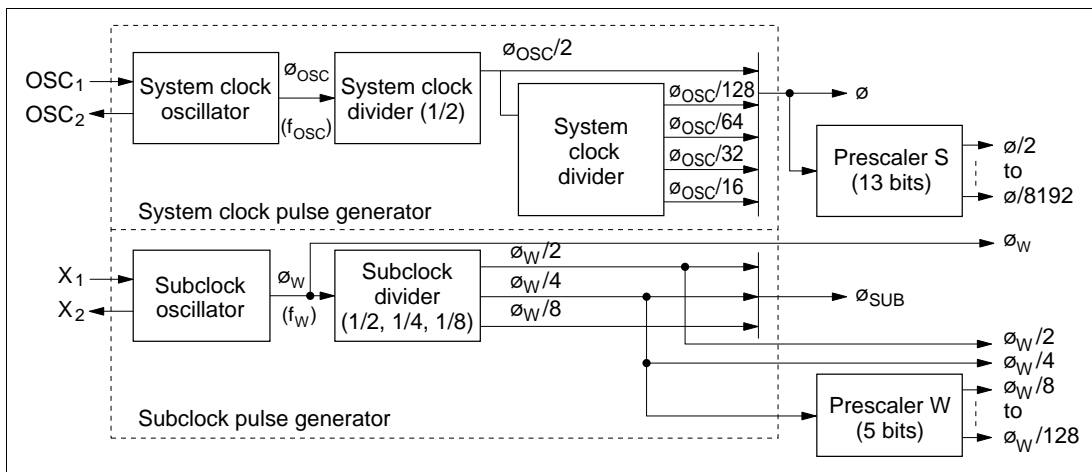 OSC1
OSC2
System clock
oscillator
øOSC
(fOSC)
System clock
divider (1/2)
øOSC/2
System
clock
divider
øOSC/128
øOSC/64
øOSC/32
øOSC/16
ø
Prescaler S
(13 bits)
ø/2
to
ø/8192
System clock pulse generator
X1
X2
Subclock
oscillator
øW
(fW)
Subclock
divider
(1/2, 1/4, 1/8)
øW/2
øW/4
øW/8
øW
øSUB
øW/2
øW/4
Prescaler W
(5 bits)
øW/8
to
øW/128
Subclock pulse generator